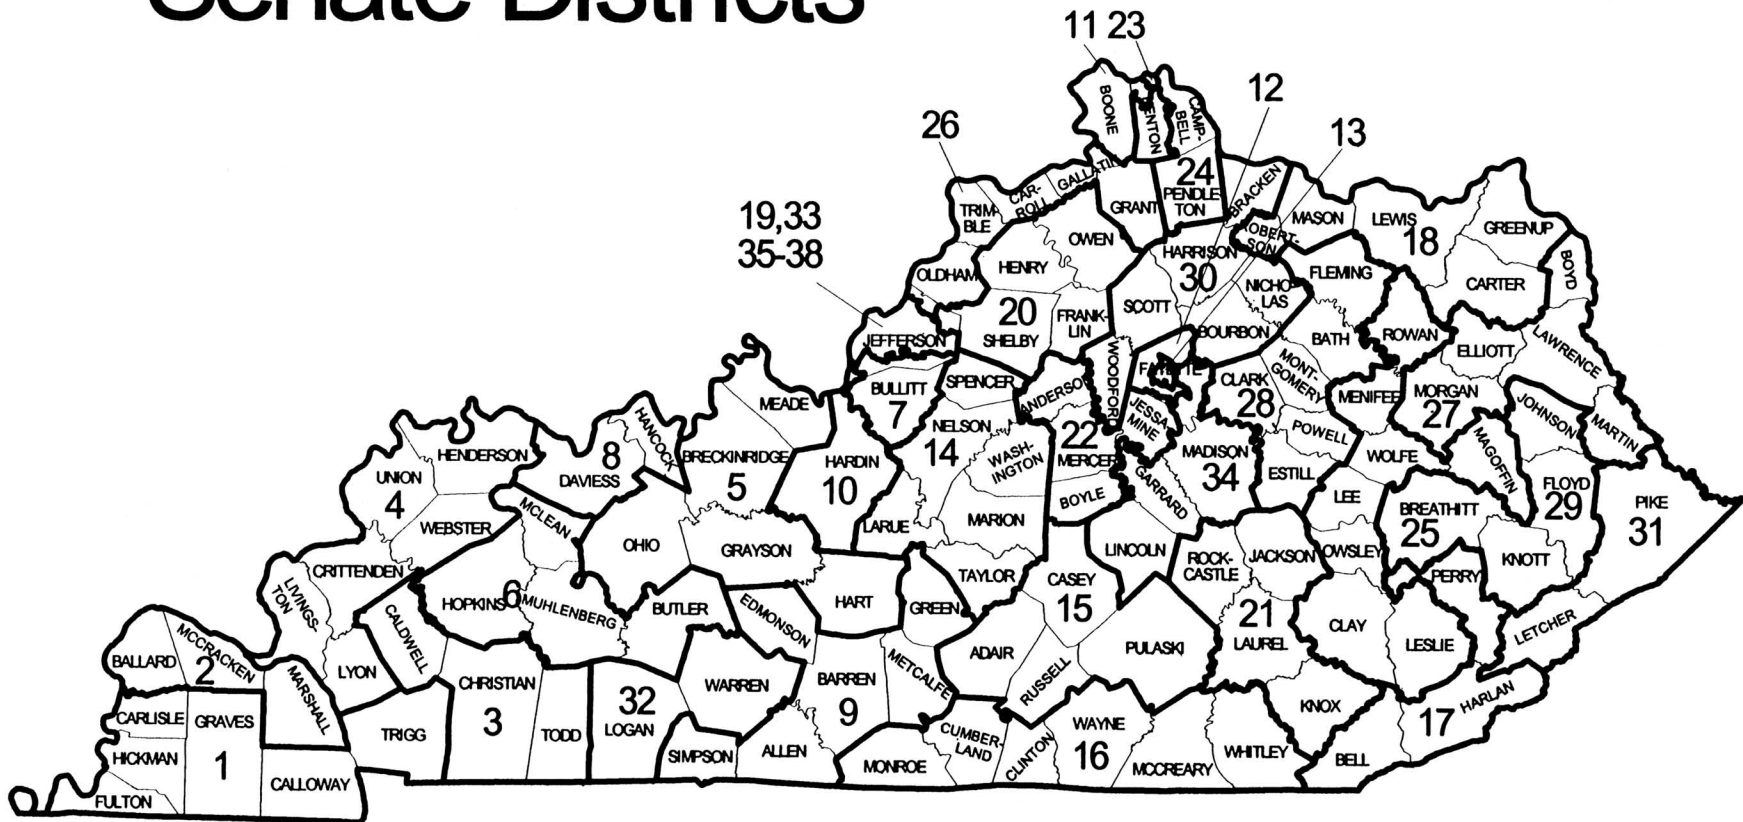 Senate Districts
11 23
12
13
26
19,33
35-38
BOONE
KENTON
CAMP-
BELL
24
PENDLE-
TON
BRACKEN
GRANT
GALLATIN
CAR-
ROLL
TRIM-
BLE
OWEN
HENRY
OLDHAM
20
SHELBY
FRANK-
LIN
JEFFERSON
HARRISON
30
ROBERT-
SON
MASON
LEWIS
18
GREENUP
BOYD
CARTER
FLEMING
NICHO-
LAS
SCOTT
BOURBON
BATH
ROWAN
ELLIOTT
LAWRENCE
WOODFORD
FAYETTE
CLARK
28
MONT-
GOMERY
MENIFEE
MORGAN
27
JOHNSON
MARTIN
BULLITT
7
SPENCER
ANDERSON
JESSA-
MINE
POWELL
WOLFE
MAGOFFIN
NELSON
14
WASH-
INGTON
22
MERCER
BOYLE
GARRARD
MADISON
34
ESTILL
LEE
BREATHITT
25
FLOYD
29
PIKE
31
MEADE
HANCOCK
BRECKINRIDGE
5
HARDIN
10
LARUE
MARION
HENDERSON
8
DAVIESS
UNION
4
WEBSTER
MCLEAN
OHIO
GRAYSON
TAYLOR
CASEY
15
LINCOLN
ROCK-
CASTLE
JACKSON
OWSLEY
PERRY
KNOTT
LETCHER
CRITTENDEN
LIVINGS-
TON
HOPKINS
6
MUHLENBERG
BUTLER
EDMONSON
HART
GREEN
ADAIR
RUSSELL
PULASKI
21
LAUREL
CLAY
LESLIE
BALLARD
MCCRACKEN
2
MARSHALL
LYON
CALDWELL
CHRISTIAN
3
TODD
32
LOGAN
WARREN
BARREN
9
METCALFE
KNOX
17
HARLAN
CARLISLE
GRAVES
1
HICKMAN
FULTON
CALLOWAY
TRIGG
SIMPSON
ALLEN
MONROE
CUMBER-
LAND
CLINTON
WAYNE
16
MCCREARY
WHITLEY
BELL